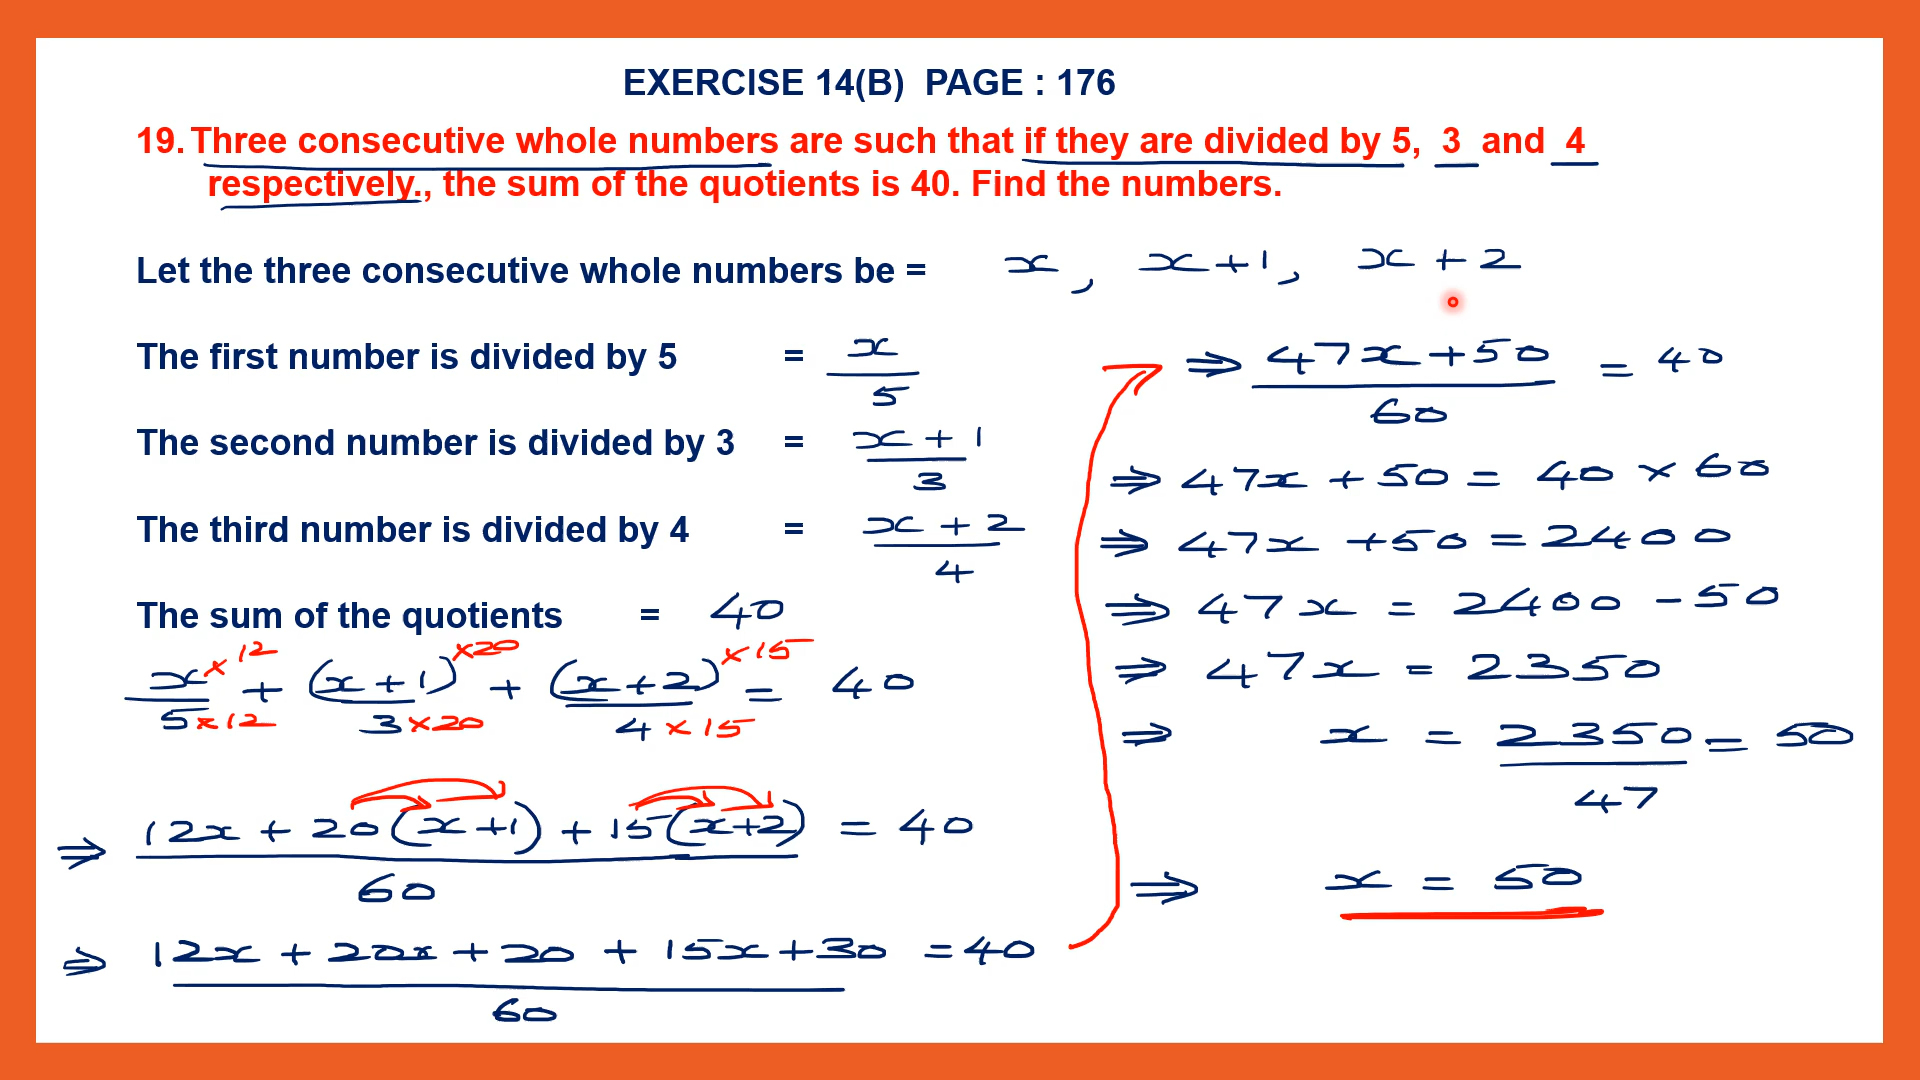 EXERCISE 14(B) PAGE : 176
19. Three consecutive whole numbers are such that if they are divided by 5, 3 and 4
respectively., the sum of the quotients is 40. Find the numbers.
Let the three consecutive whole numbers be = x, x+1, x+2
The first number is divided by 5 = x/5
The second number is divided by 3 = x+1/3
The third number is divided by 4 = x+2/4
The sum of the quotients = 40
x×12/5×12 + (x+1)×20/3×20 + (x+2)×15/4×15 = 40
⇒ 12x + 20(x+1) + 15(x+2)/60 = 40
⇒ 12x + 20x + 20 + 15x + 30/60 = 40
⇒ 47x+50/60 = 40
⇒ 47x + 50 = 40 × 60
⇒ 47x + 50 = 2400
⇒ 47x = 2400 - 50
⇒ 47x = 2350
⇒ x = 2350/47 = 50
⇒ x = 50